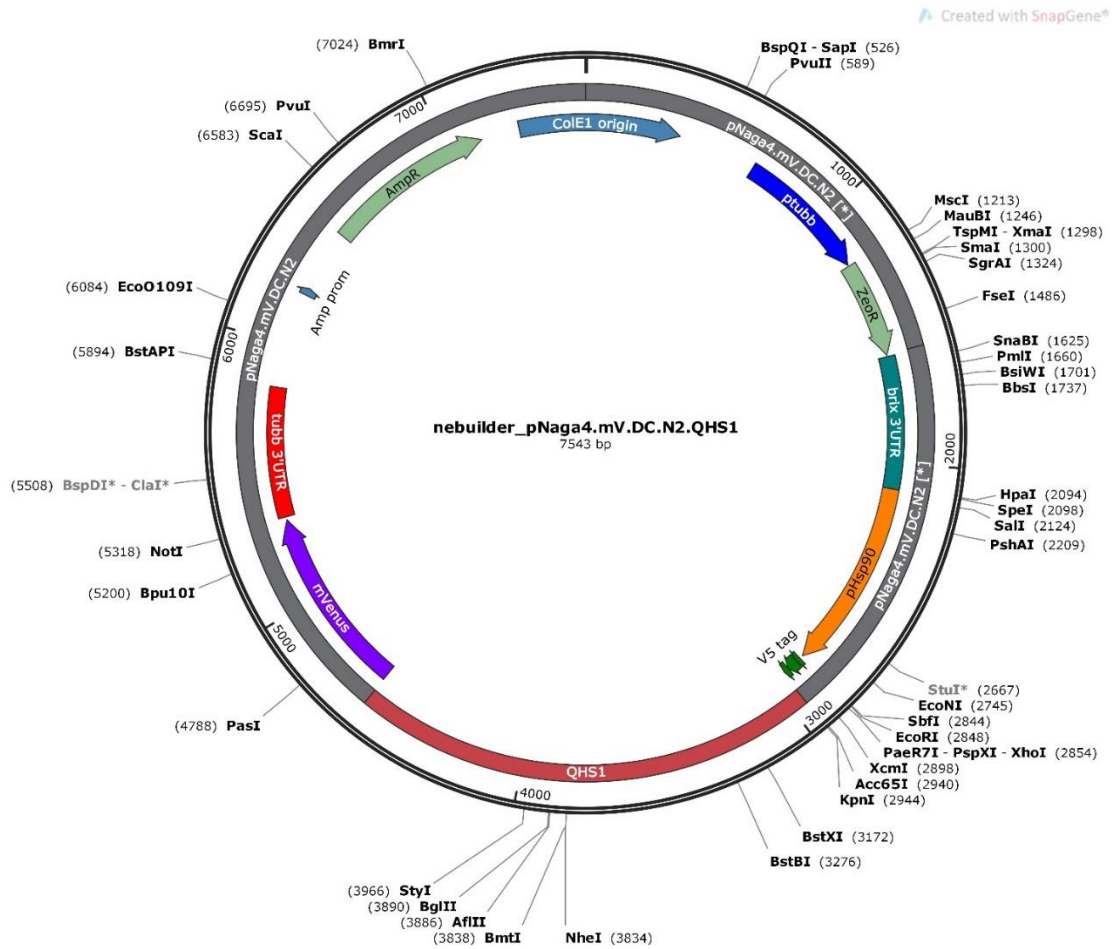 Created with SnapGene®
(7024) BmrI
BspQI - SapI (526)
PvuII (589)
(6695) PvuI
(6583) ScaI
7000
ColE1 origin
pNaga4.mV.DC.N2 [*]
1000
AmpR
ptubb
MscI (1213)
MauBI (1246)
TspMI - XmaI (1298)
SmaI (1300)
SgrAI (1324)
pNaga4.mV.DC.N2
Amp prom
ZeoR
FseI (1486)
(6084) EcoO109I
6000
(5894) BstAPI
SnaBI (1625)
PmlI (1660)
BsiWI (1701)
BbsI (1737)
tubb 3'UTR
brix 3'UTR
nebuilder_pNaga4.mV.DC.N2.QHS1
7543 bp
2000
(5508) BspDI* - ClaI*
HpaI (2094)
SpeI (2098)
SalI (2124)
PshAI (2209)
(5318) NotI
(5200) Bpu10I
mVenus
pHsp90
pNaga4.mV.DC.N2 [*]
5000
V5 tag
StuI* (2667)
EcoNI (2745)
SbfI (2844)
EcoRI (2848)
PaeR7I - PspXI - XhoI (2854)
XcmI (2898)
Acc65I (2940)
KpnI (2944)
3000
(4788) PasI
QHS1
4000
BstXI (3172)
BstBI (3276)
(3966) StyI
(3890) BglII
(3886) AflII
(3838) BmtI
NheI (3834)